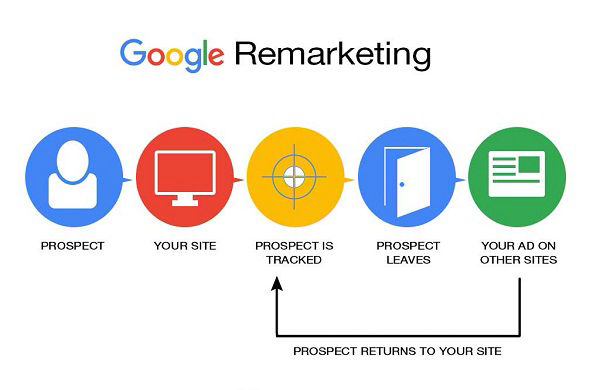 Google Remarketing
PROSPECT
YOUR SITE
PROSPECT IS
TRACKED
PROSPECT
LEAVES
YOUR AD ON
OTHER SITES
PROSPECT RETURNS TO YOUR SITE